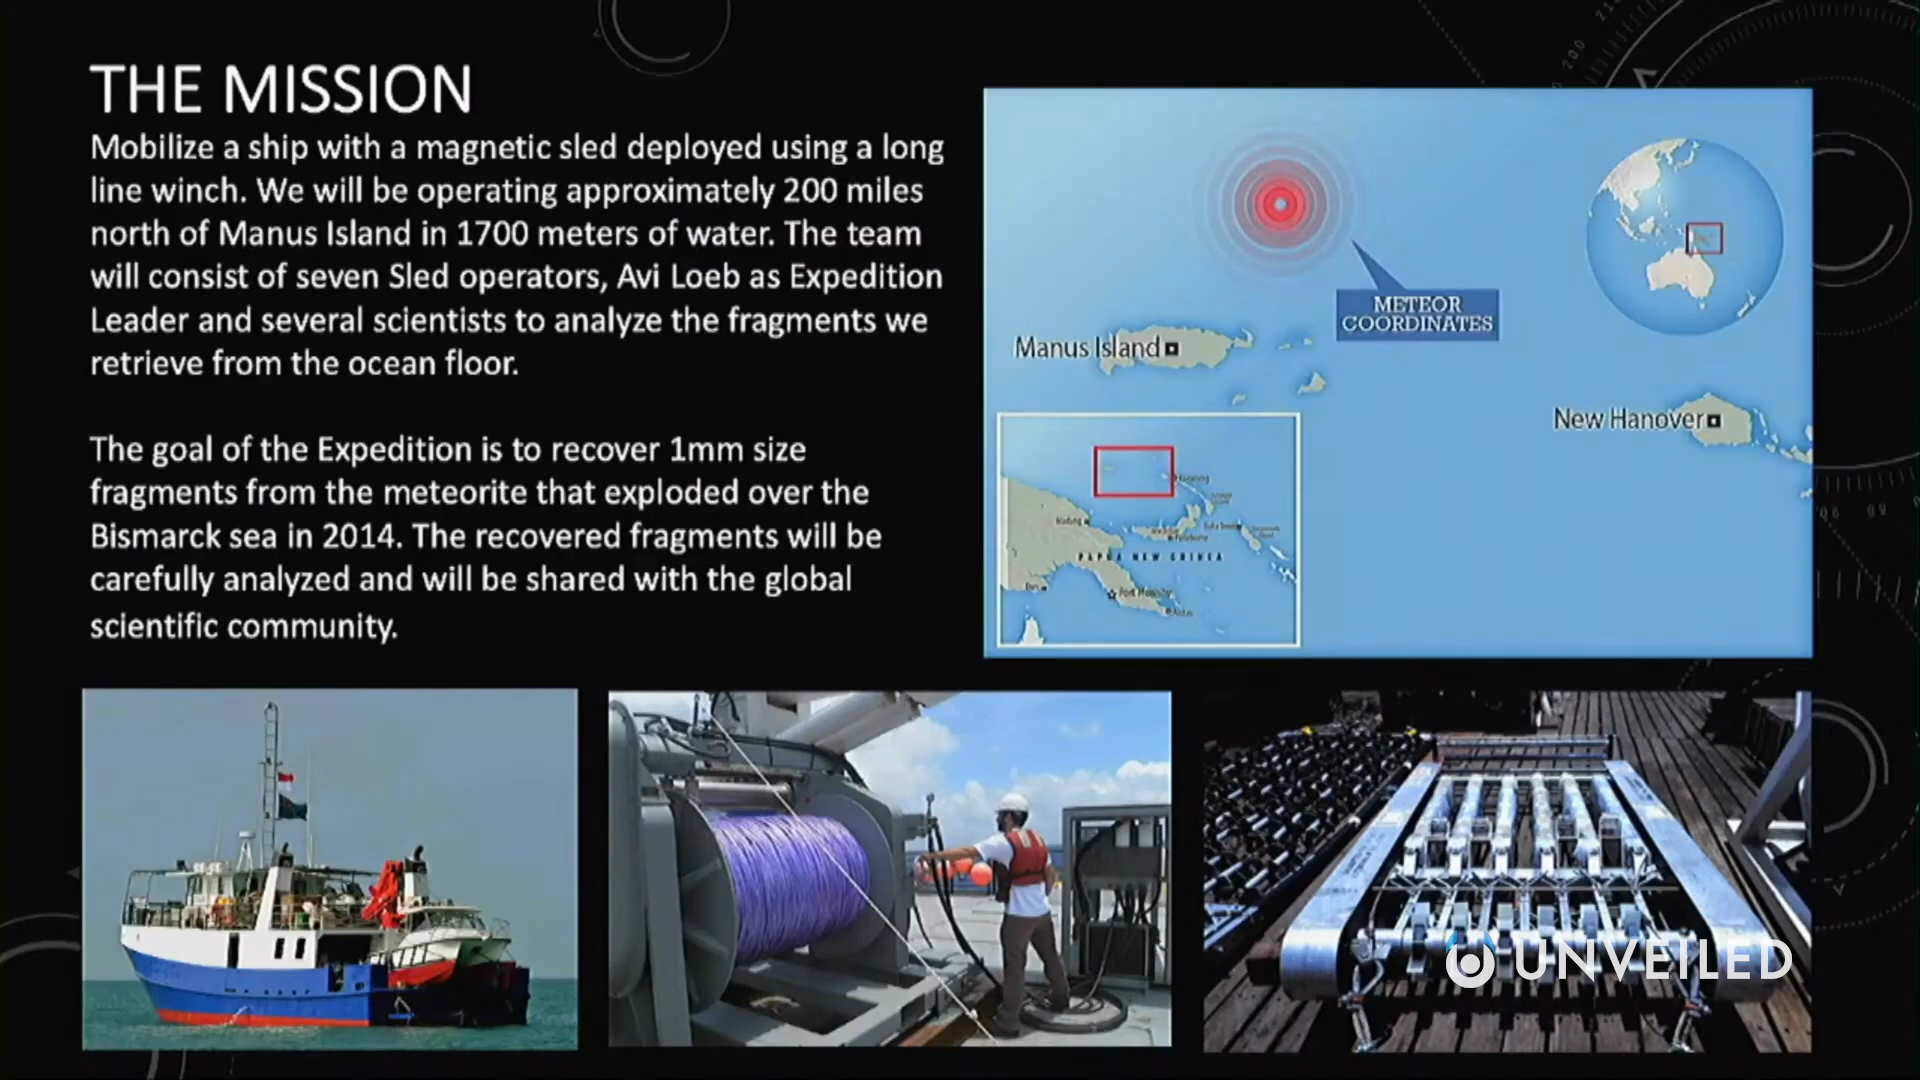 THE MISSION
Mobilize a ship with a magnetic sled deployed using a long
line winch. We will be operating approximately 200 miles
north of Manus Island in 1700 meters of water. The team
will consist of seven Sled operators, Avi Loeb as Expedition
Leader and several scientists to analyze the fragments we
retrieve from the ocean floor.
The goal of the Expedition is to recover 1mm size
fragments from the meteorite that exploded over the
Bismarck sea in 2014. The recovered fragments will be
carefully analyzed and will be shared with the global
scientific community.
METEOR
COORDINATES
Manus Island
New Hanover
Madang
PAPUA NEW GUINEA
Port Moresby
UNVEILED
210
200